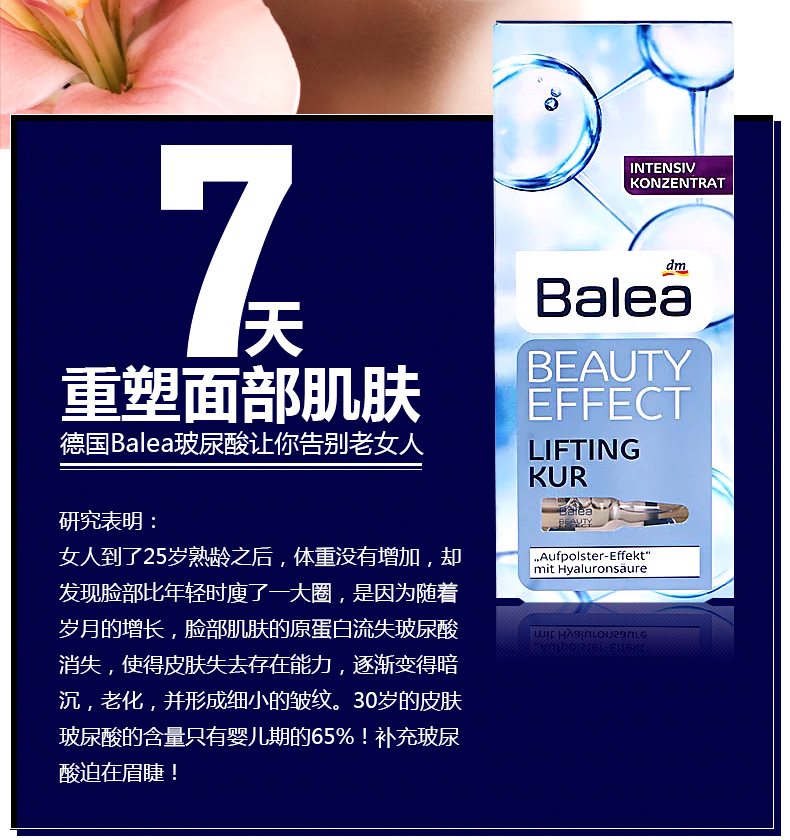 7天
重塑面部肌肤
德国Balea玻尿酸让你告别老女人
研究表明：
女人到了25岁熟龄之后，体重没有增加，却
发现脸部比年轻时廋了一大圈，是因为随着
岁月的增长，脸部肌肤的原蛋白流失玻尿酸
消失，使得皮肤失去存在能力，逐渐变得暗
沉，老化，并形成细小的皱纹。30岁的皮肤
玻尿酸的含量只有婴儿期的65%！补充玻尿
酸迫在眉睫！
INTENSIV
KONZENTRAT
dm
Balea
BEAUTY
EFFECT
LIFTING
KUR
Balea
BEAUTY
EFFECT
„Aufpolster-Effekt“
mit Hyaluronsäure